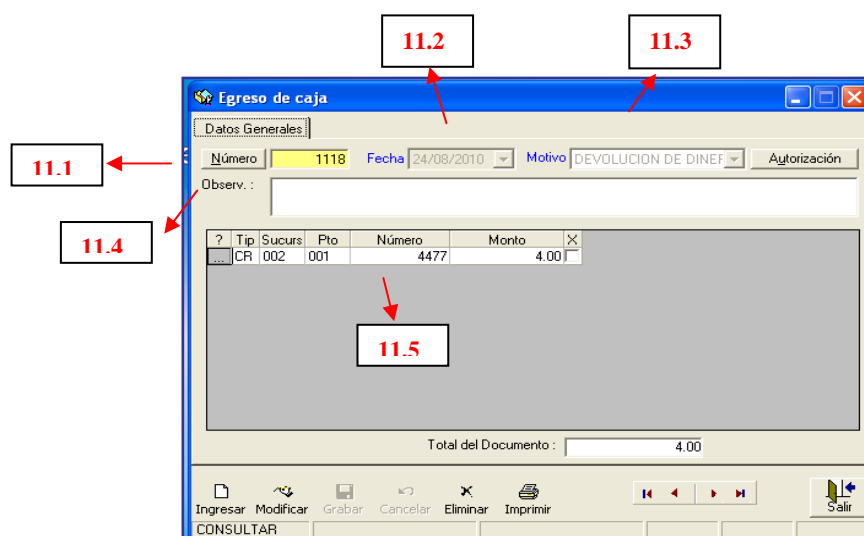 11.2
11.3
Egreso de caja
Datos Generales
11.1
Número 1118 Fecha 24/08/2010 Motivo DEVOLUCION DE DINER Autorización
Observ. :
11.4
? Tip Sucurs Pto Número Monto X
... CR 002 001 4477 4.00
11.5
Total del Documento : 4.00
Ingresar Modificar Grabar Cancelar Eliminar Imprimir Salir
CONSULTAR